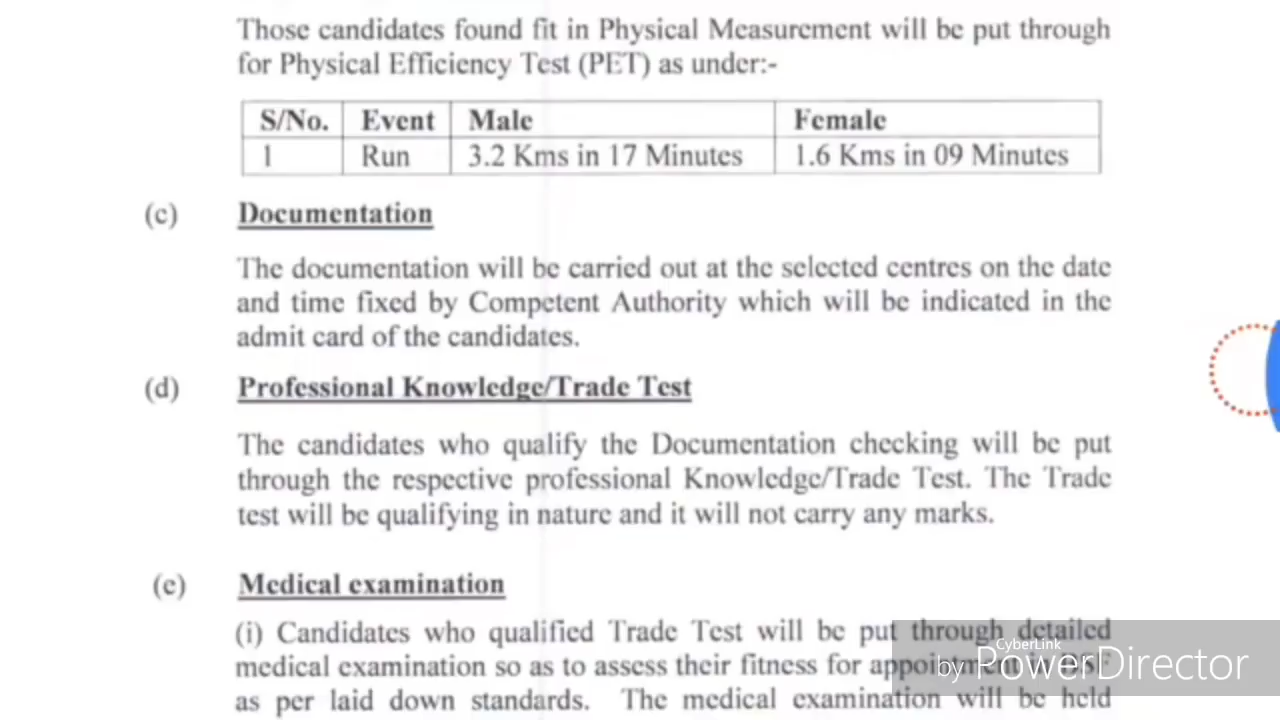 Those candidates found fit in Physical Measurement will be put through
for Physical Efficiency Test (PET) as under:-
S/No. Event Male Female
1 Run 3.2 Kms in 17 Minutes 1.6 Kms in 09 Minutes
(c) Documentation
The documentation will be carried out at the selected centres on the date
and time fixed by Competent Authority which will be indicated in the
admit card of the candidates.
(d) Professional Knowledge/Trade Test
The candidates who qualify the Documentation checking will be put
through the respective professional Knowledge/Trade Test. The Trade
test will be qualifying in nature and it will not carry any marks.
(e) Medical examination
(i) Candidates who qualified Trade Test will be put through detailed
medical examination so as to assess their fitness for appointment
as per laid down standards. The medical examination will be held
CyberLink
by PowerDirector